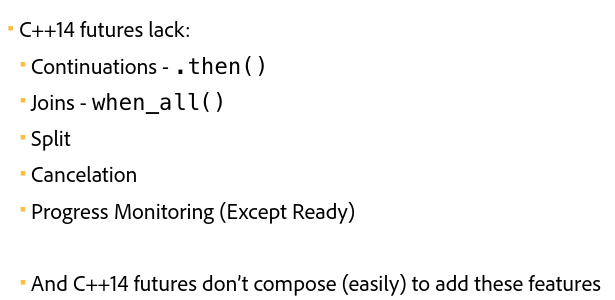 ▪ C++14 futures lack:
▪ Continuations - .then()
▪ Joins - when_all()
▪ Split
▪ Cancelation
▪ Progress Monitoring (Except Ready)
▪ And C++14 futures don’t compose (easily) to add these features